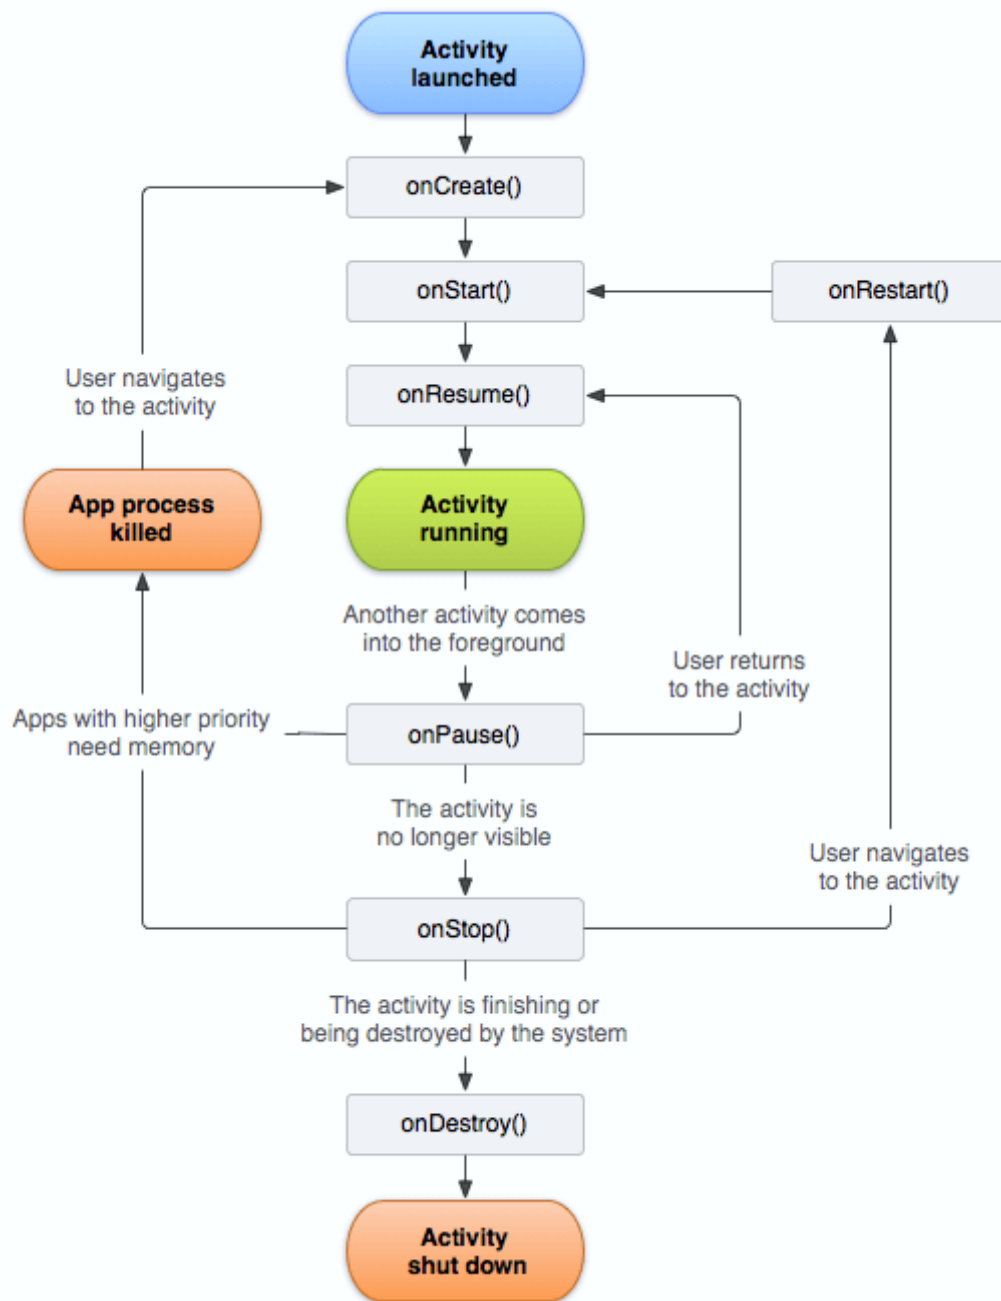 Activity
launched
onCreate()
onStart()
onRestart()
User navigates
to the activity
onResume()
App process
killed
Activity
running
Another activity comes
into the foreground
User returns
to the activity
Apps with higher priority
need memory
onPause()
The activity is
no longer visible
User navigates
to the activity
onStop()
The activity is finishing or
being destroyed by the system
onDestroy()
Activity
shut down